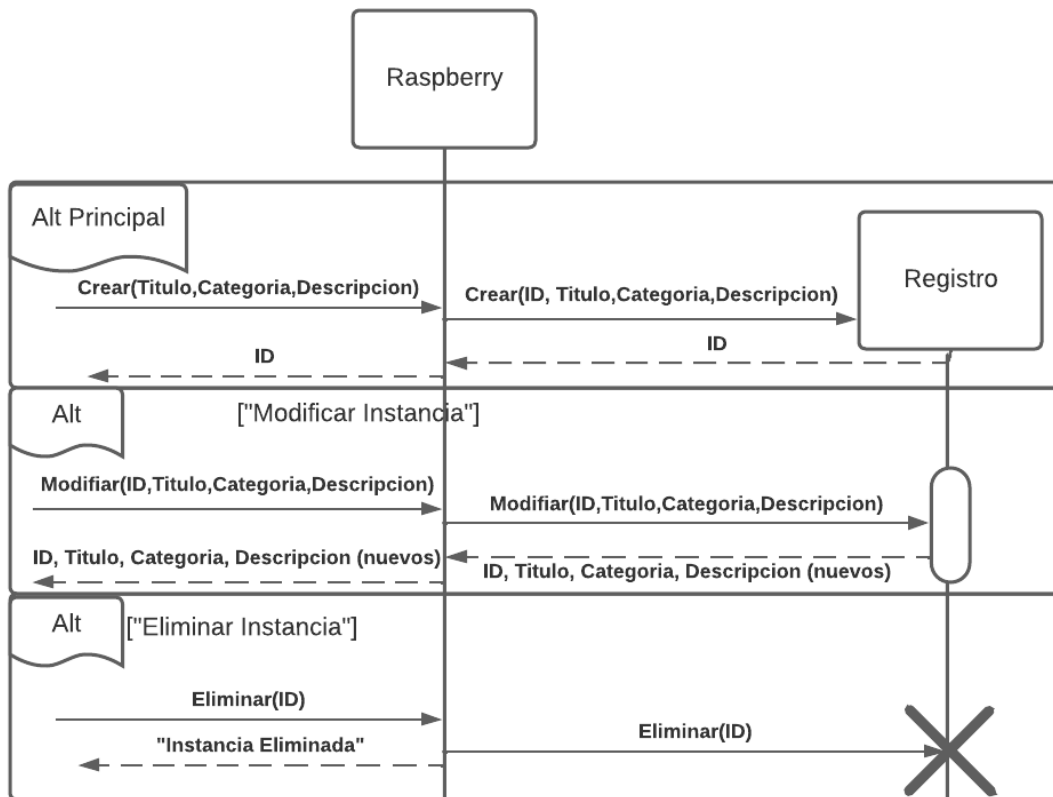 Raspberry
Alt Principal
Registro
Crear(Titulo,Categoria,Descripcion)
Crear(ID, Titulo,Categoria,Descripcion)
ID
ID
Alt
["Modificar Instancia"]
Modifiar(ID,Titulo,Categoria,Descripcion)
Modifiar(ID,Titulo,Categoria,Descripcion)
ID, Titulo, Categoria, Descripcion (nuevos)
ID, Titulo, Categoria, Descripcion (nuevos)
Alt
["Eliminar Instancia"]
Eliminar(ID)
Eliminar(ID)
"Instancia Eliminada"